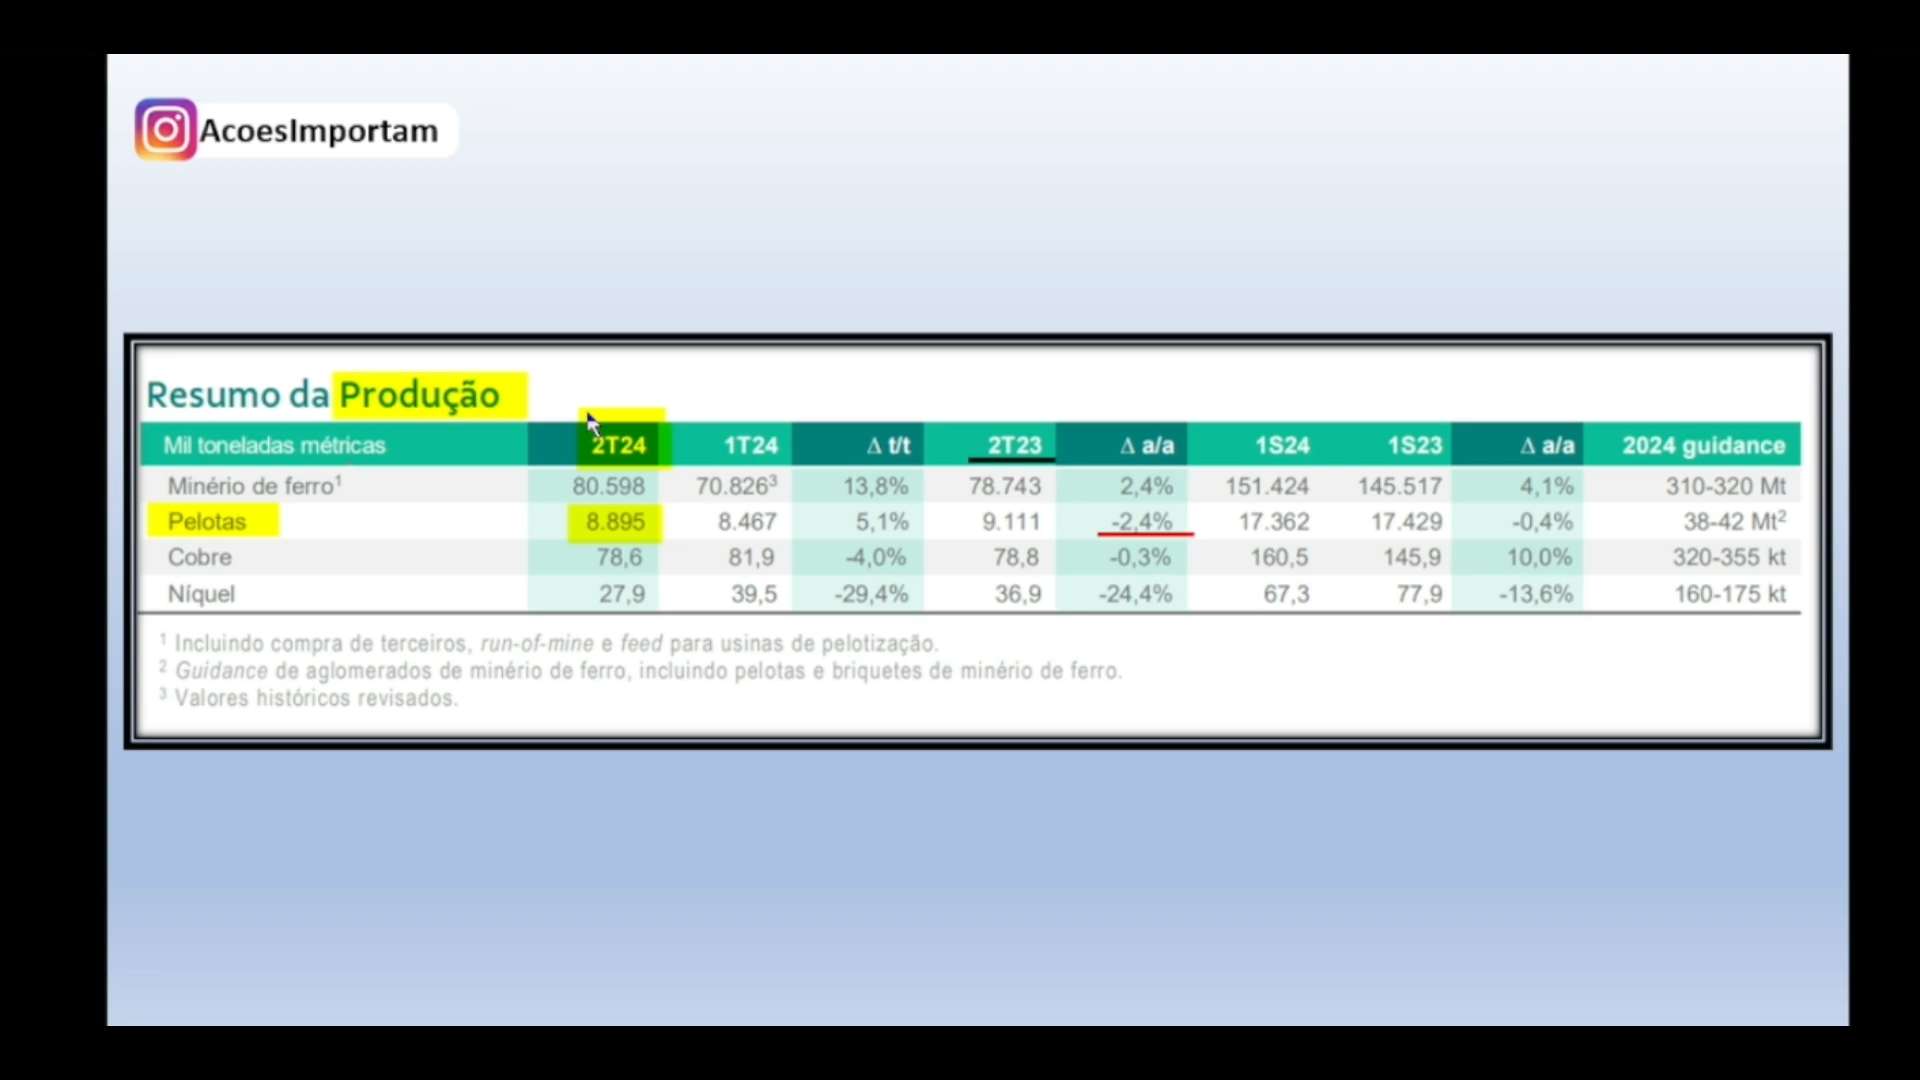 AcoesImportam
Resumo da Produção
Mil toneladas métricas 2T24 1T24 Δ t/t 2T23 Δ a/a 1S24 1S23 Δ a/a 2024 guidance
Minério de ferro¹ 80.598 70.826³ 13,8% 78.743 2,4% 151.424 145.517 4,1% 310-320 Mt
Pelotas 8.895 8.467 5,1% 9.111 -2,4% 17.362 17.429 -0,4% 38-42 Mt²
Cobre 78,6 81,9 -4,0% 78,8 -0,3% 160,5 145,9 10,0% 320-355 kt
Níquel 27,9 39,5 -29,4% 36,9 -24,4% 67,3 77,9 -13,6% 160-175 kt
¹ Incluindo compra de terceiros, run-of-mine e feed para usinas de pelotização.
² Guidance de aglomerados de minério de ferro, incluindo pelotas e briquetes de minério de ferro.
³ Valores históricos revisados.